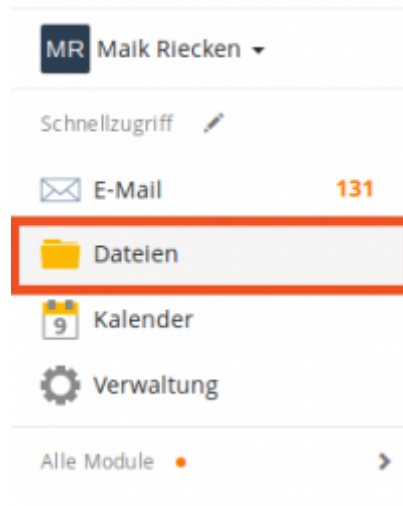 MR Maik Riecken
Schnellzugriff
E-Mail 131
Dateien
9 Kalender
Verwaltung
Alle Module